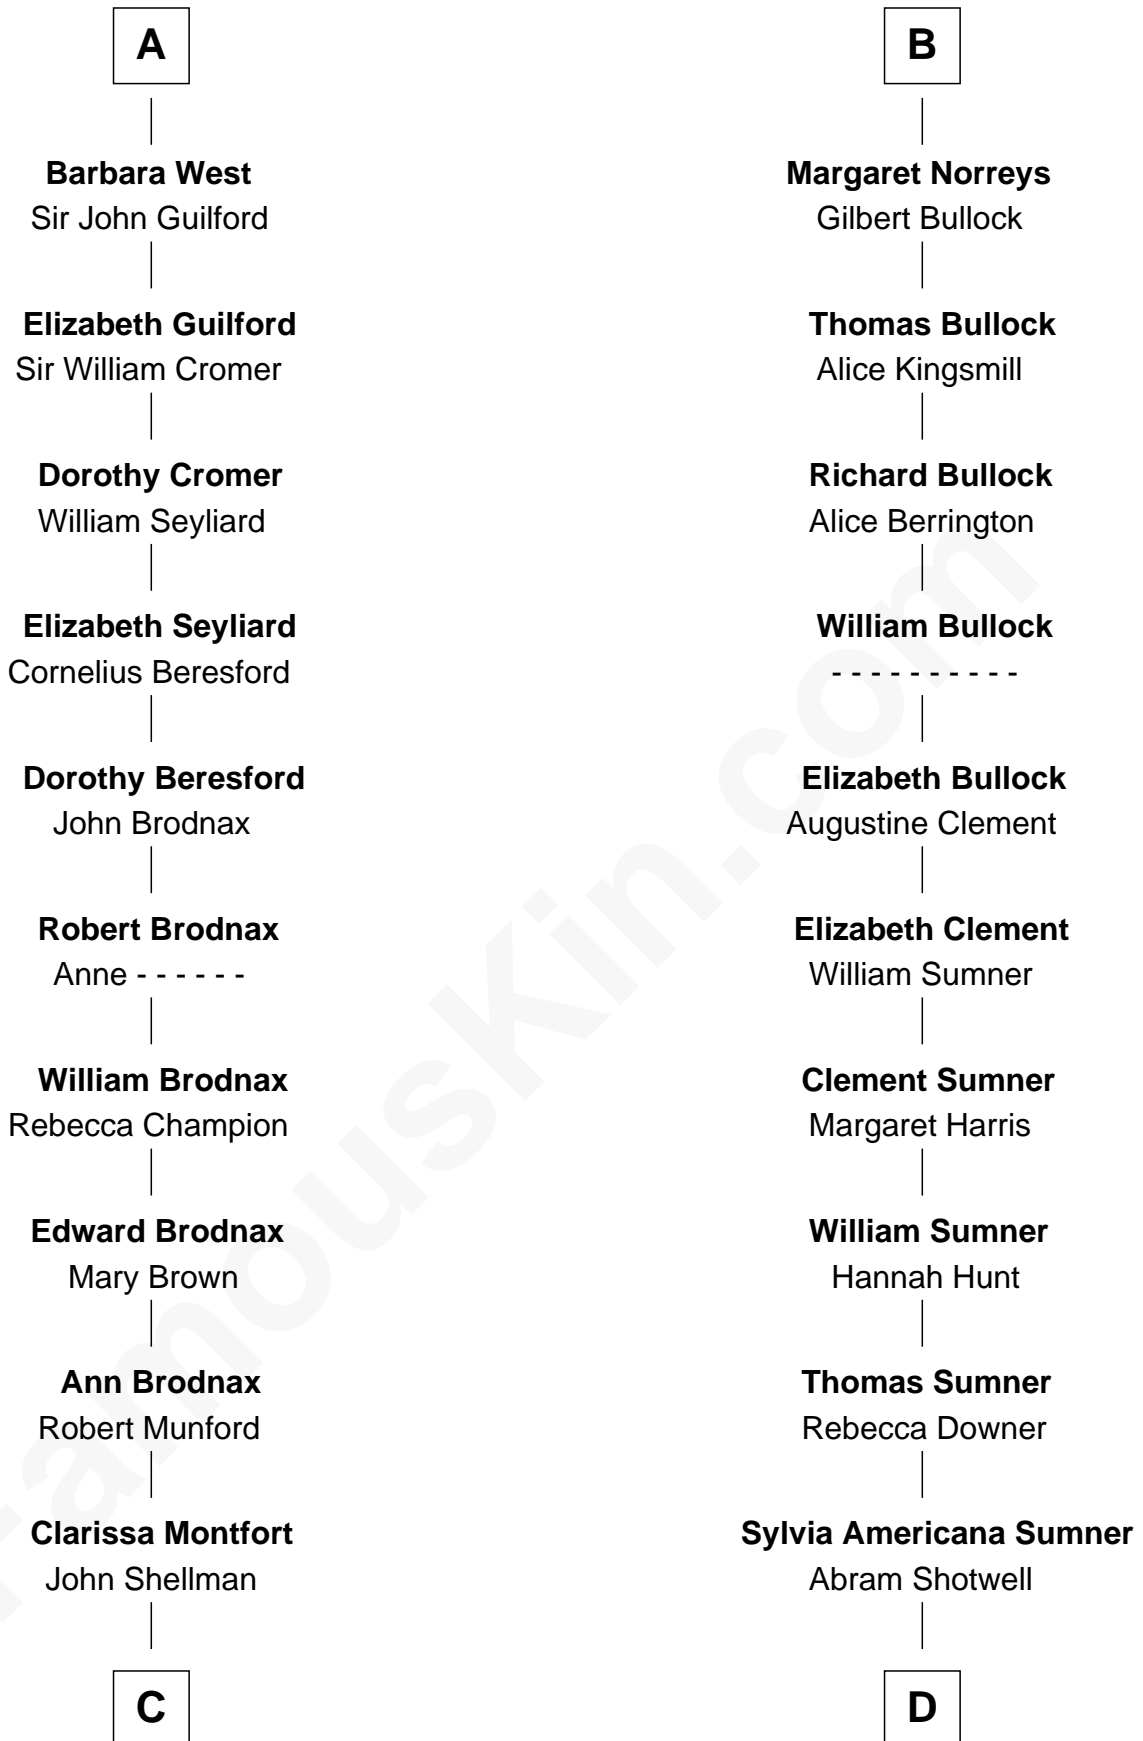 A
Barbara West
Sir John Guilford
Elizabeth Guilford
Sir William Cromer
Dorothy Cromer
William Seyliard
Elizabeth Seyliard
Cornelius Beresford
Dorothy Beresford
John Brodnax
Robert Brodnax
Anne - - - - - -
William Brodnax
Rebecca Champion
Edward Brodnax
Mary Brown
Ann Brodnax
Robert Munford
Clarissa Montfort
John Shellman
C
B
Margaret Norreys
Gilbert Bullock
Thomas Bullock
Alice Kingsmill
Richard Bullock
Alice Berrington
William Bullock
- - - - - - - - - -
Elizabeth Bullock
Augustine Clement
Elizabeth Clement
William Sumner
Clement Sumner
Margaret Harris
William Sumner
Hannah Hunt
Thomas Sumner
Rebecca Downer
Sylvia Americana Sumner
Abram Shotwell
D
FamousKin.com